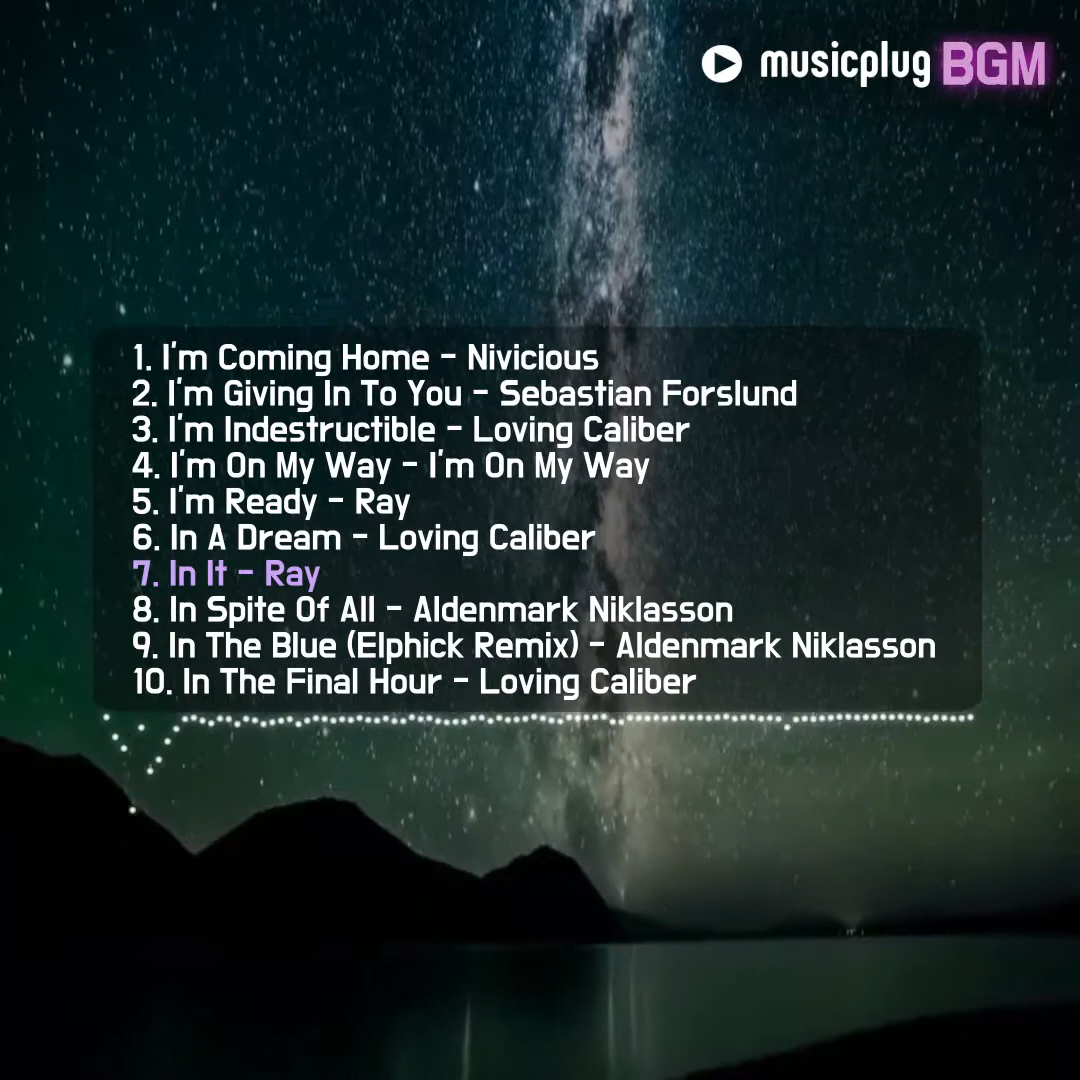 musicplug BGM
1. I'm Coming Home - Nivicious
2. I'm Giving In To You - Sebastian Forslund
3. I'm Indestructible - Loving Caliber
4. I'm On My Way - I'm On My Way
5. I'm Ready - Ray
6. In A Dream - Loving Caliber
7. In It - Ray
8. In Spite Of All - Aldenmark Niklasson
9. In The Blue (Elphick Remix) - Aldenmark Niklasson
10. In The Final Hour - Loving Caliber